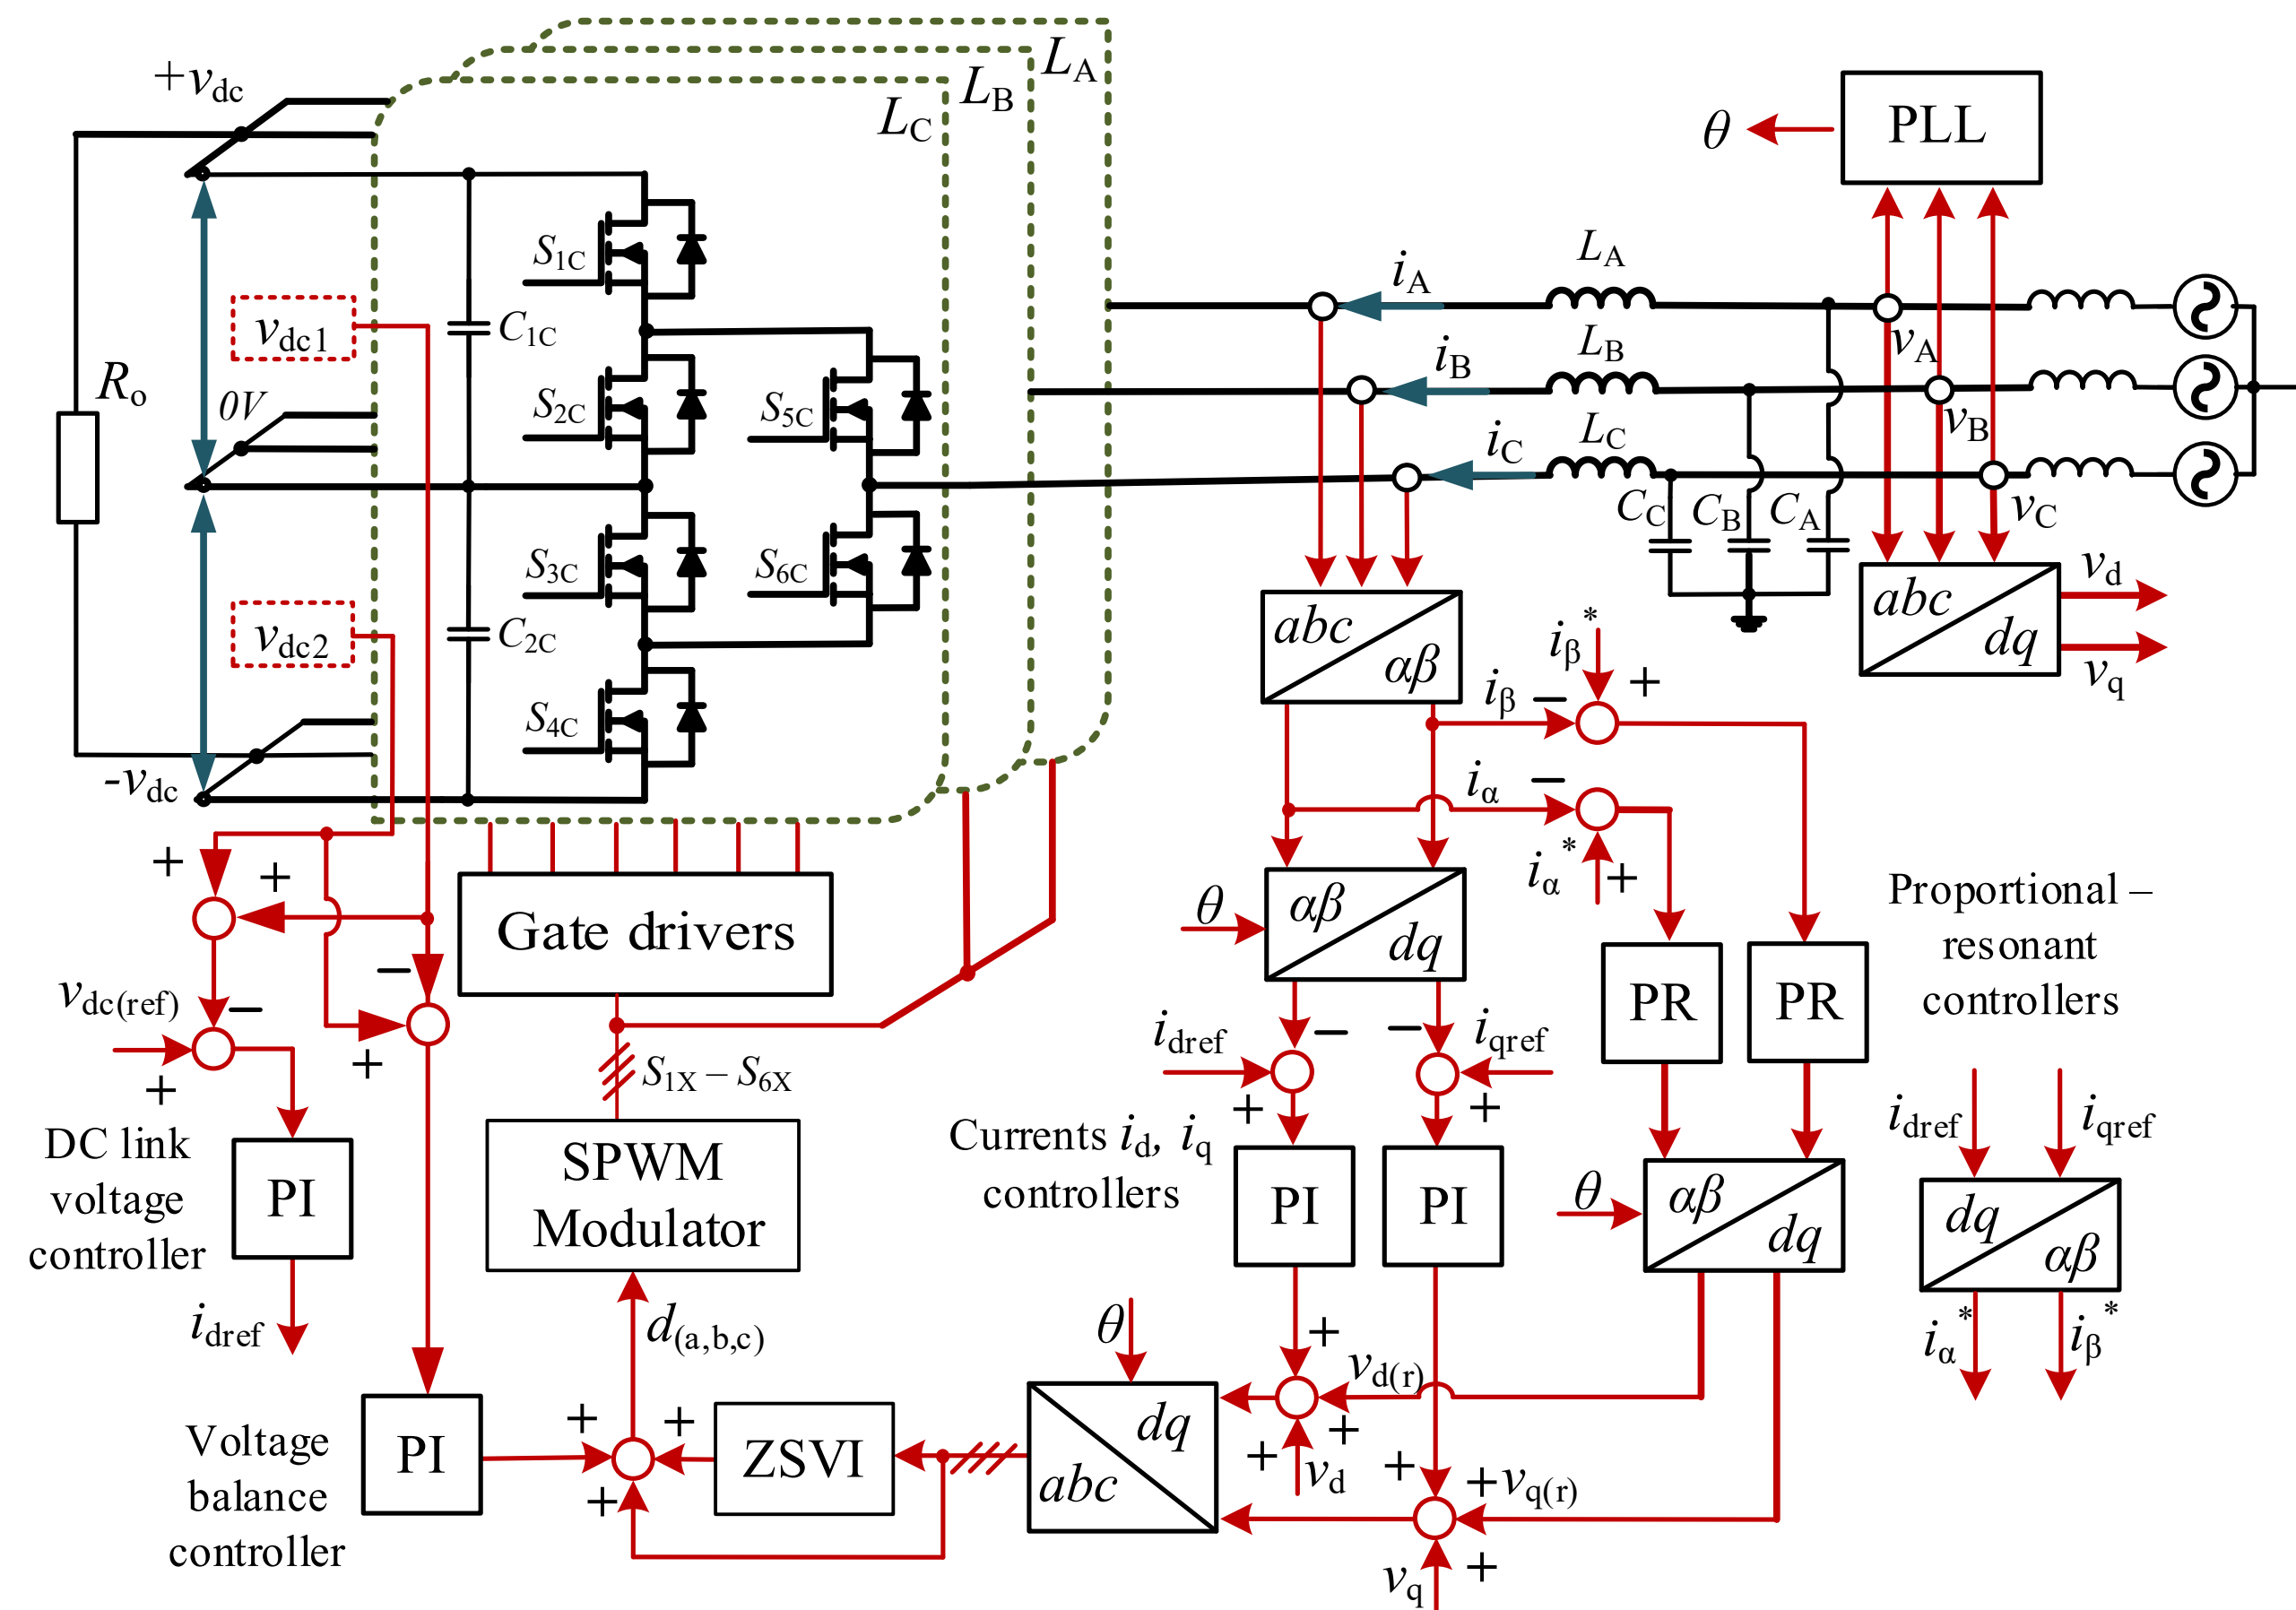 +vdc
LA
LB
LC
PLL
θ
S1C
iA
LA
vdc1
C1C
vA
iB
LB
Ro
0V
S2C
S5C
vB
iC
LC
CC
CB
CA
vC
S3C
S6C
vd
abc
dq
iβ*
+
abc
αβ
vdc2
C2C
vq
iβ
−
S4C
-vdc
iα
−
iα*
+
+
+
Gate drivers
θ
αβ
dq
Proportional –
resonant
controllers
−
vdc(ref)
−
+
+
PR
PR
idref
−
−
iqref
S1X – S6X
+
+
idref
iqref
DC link
voltage
controller
PI
SPWM
Modulator
Currents id, iq
controllers
PI
PI
θ
αβ
dq
dq
αβ
idref
d(a,b,c)
θ
+
vd(r)
iα*
iβ*
Voltage
balance
controller
PI
+
+
+
ZSVI
dq
abc
+
+
vd
+
+
vq(r)
vq
+